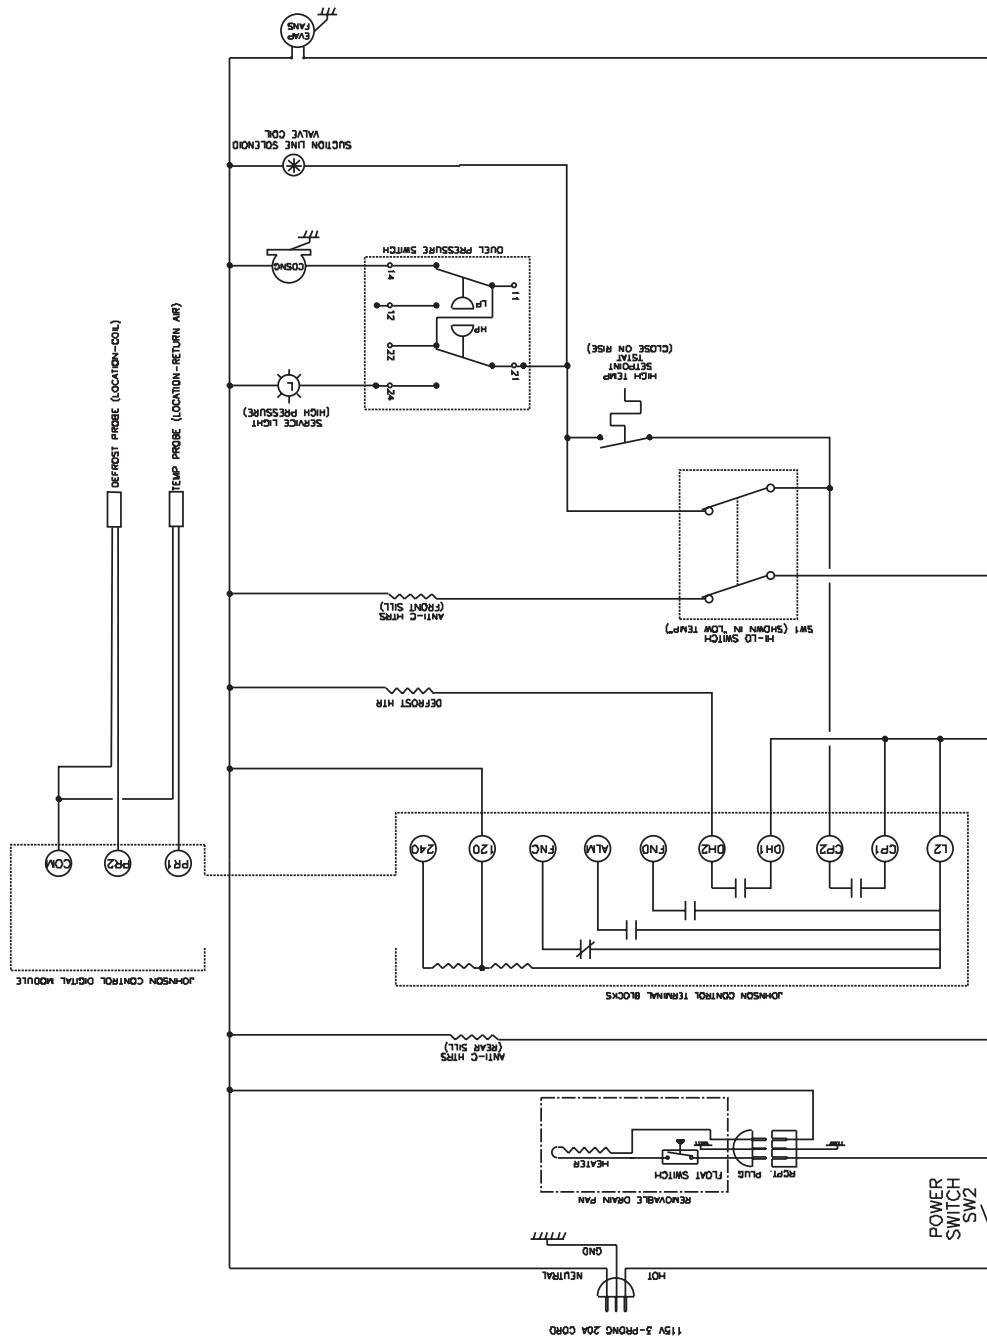 EVAP
FANS
SUCTION LINE SOLENOID
VALVE COIL
DUEL PRESSURE SWITCH
CDSNG
14
11
LP
12
HP
22
21
24
L
SERVICE LIGHT
(HIGH PRESSURE)
HIGH TEMP
SETPOINT
TSTAT
(CLOSE ON RISE)
DEFROST PROBE (LOCATION-COIL)
TEMP PROBE (LOCATION-RETURN AIR)
ANTI-C HTRS
(FRONT SILL)
HI-LO SWITCH
SW1 (SHOWN IN "LOW TEMP")
DEFROST HTR
COM
PR2
PR1
240
120
FNC
ALM
FND
DH2
DH1
CP2
CP1
L2
JOHNSON CONTROL DIGITAL MODULE
JOHNSON CONTROL TERMINAL BLOCKS
ANTI-C HTRS
(REAR SILL)
HEATER
FLOAT SWITCH
PLUG
RCPT.
REMOVABLE DRAIN PAN
POWER
SWITCH
SW2
GND
NEUTRAL
HOT
115V 3-PRONG 20A CORD